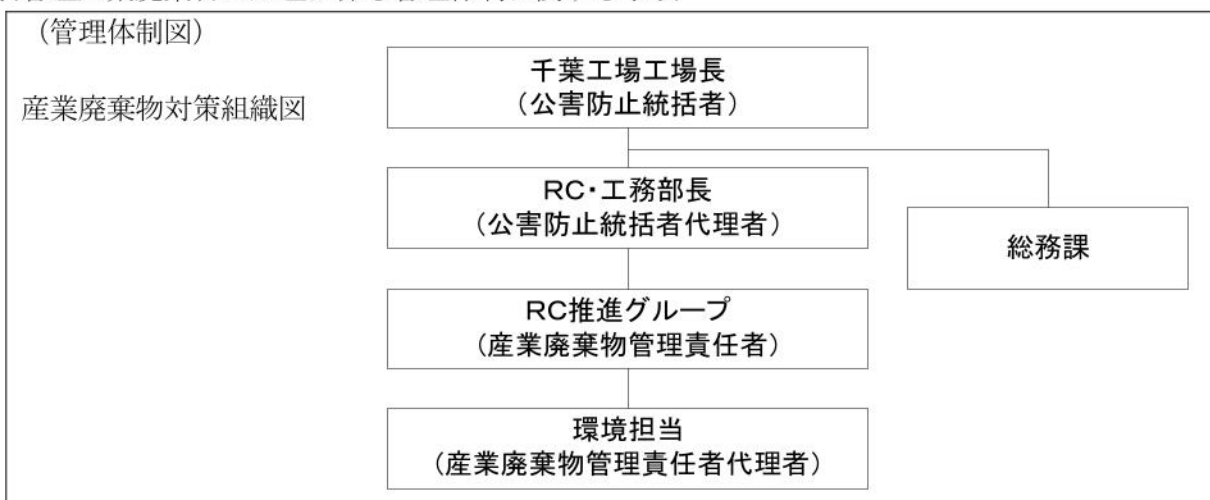 （管理体制図）
産業廃棄物対策組織図
千葉工場工場長
（公害防止統括者）
RC・工務部長
（公害防止統括者代理者）
総務課
RC推進グループ
（産業廃棄物管理責任者）
環境担当
（産業廃棄物管理責任者代理者）